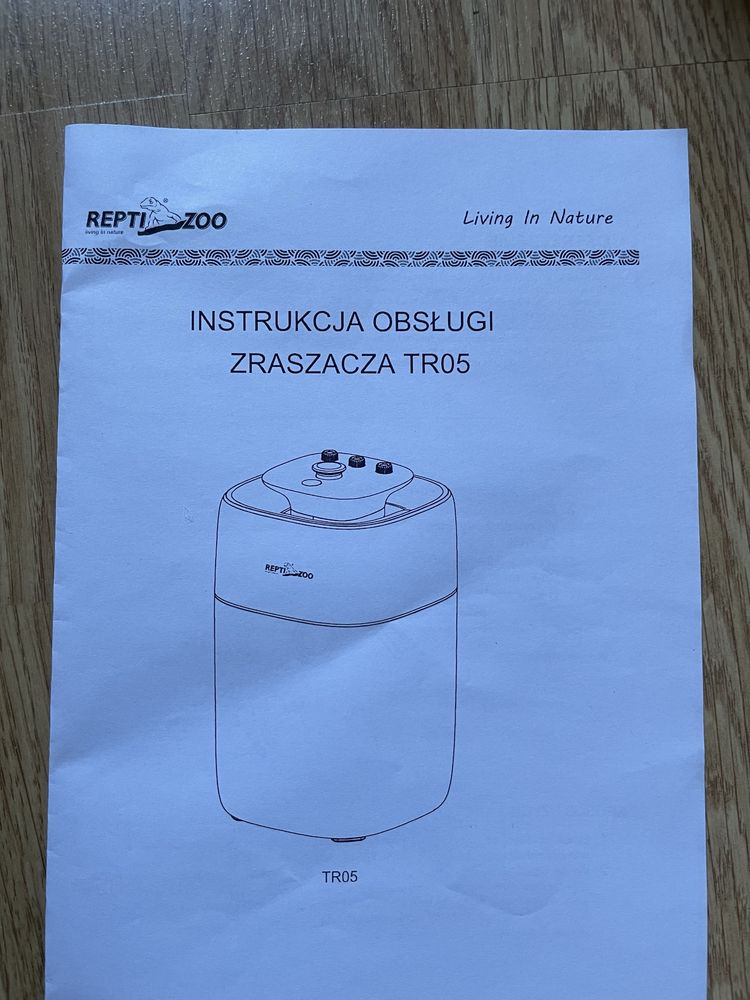 REPTI ZOO
living in nature
Living In Nature
INSTRUKCJA OBSŁUGI
ZRASZACZA TR05
REPTI ZOO
TR05